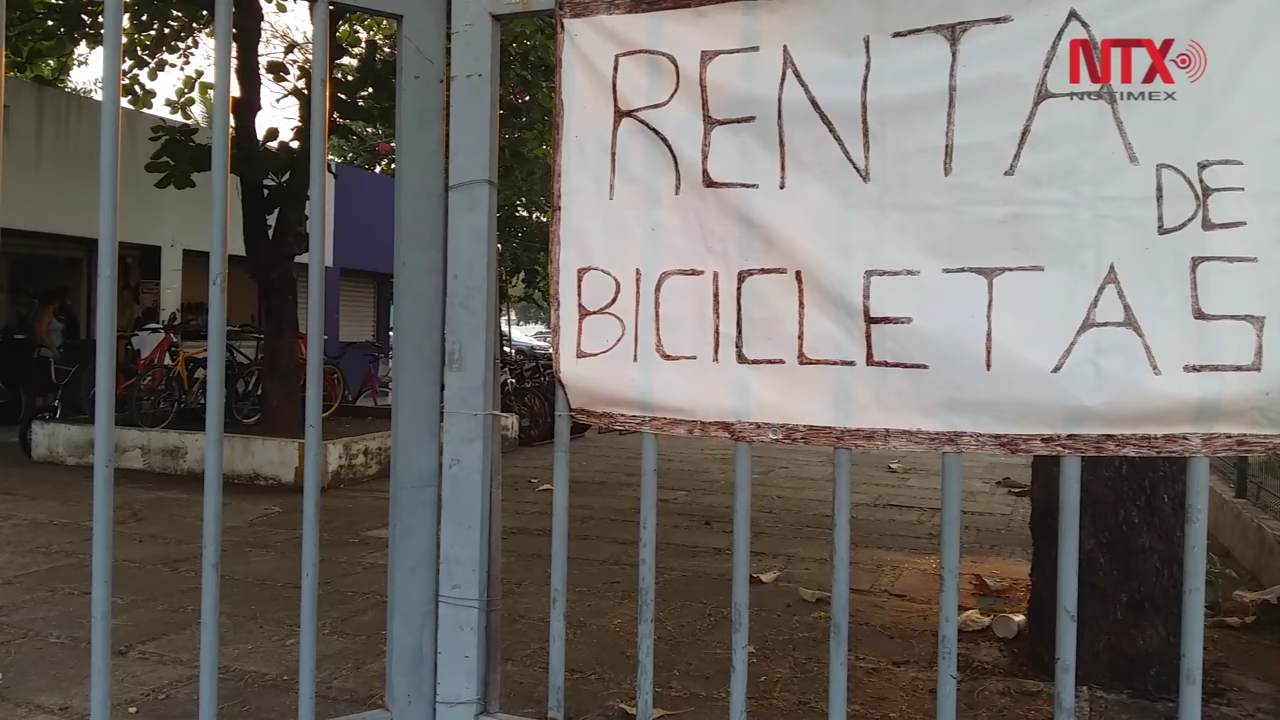 RENTA
DE
BICICLETAS
NTX
NOTIMEX